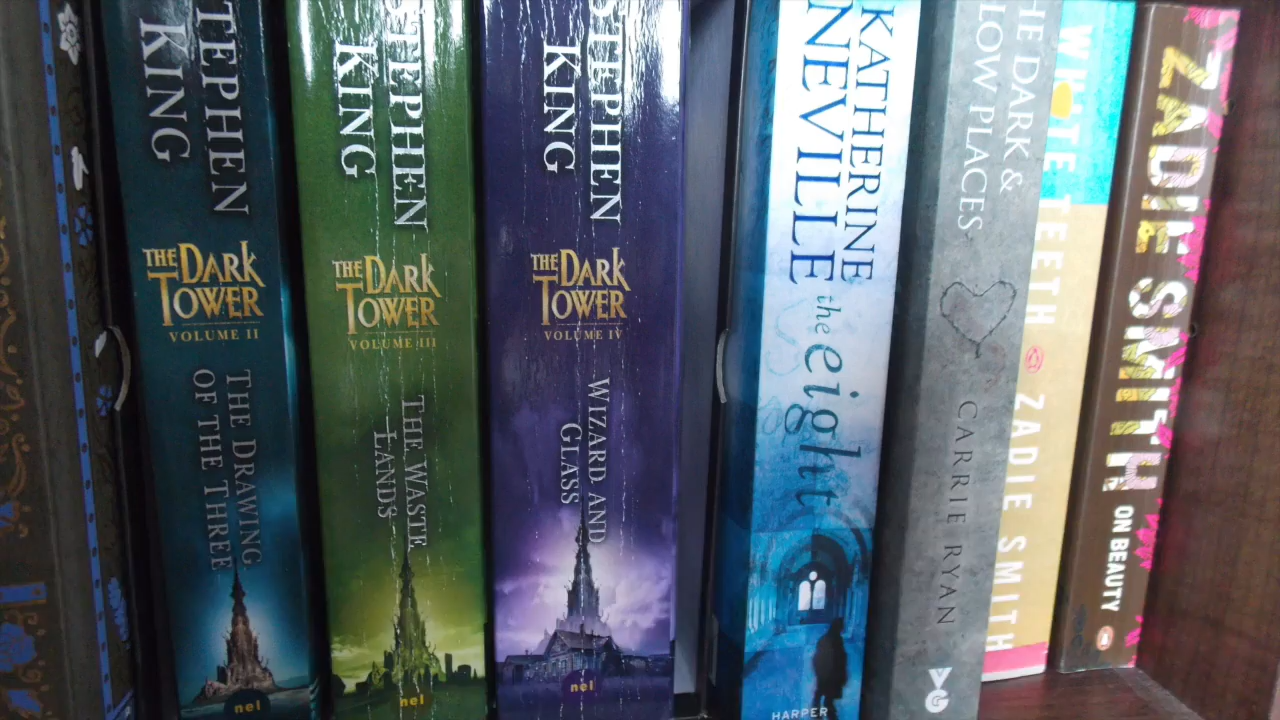 STEPHEN
KING
THE DARK
TOWER
VOLUME II
THE DRAWING
OF THE THREE
nel
STEPHEN
KING
THE DARK
TOWER
VOLUME III
THE WASTE
LANDS
nel
STEPHEN
KING
THE DARK
TOWER
VOLUME IV
WIZARD AND
GLASS
nel
KATHERINE
NEVILLE
the eight
HARPER
THE DARK &
HOLLOW PLACES
CARRIE RYAN
VG
WHITE TEETH ZADIE SMITH
ZADIE SMITH ON BEAUTY